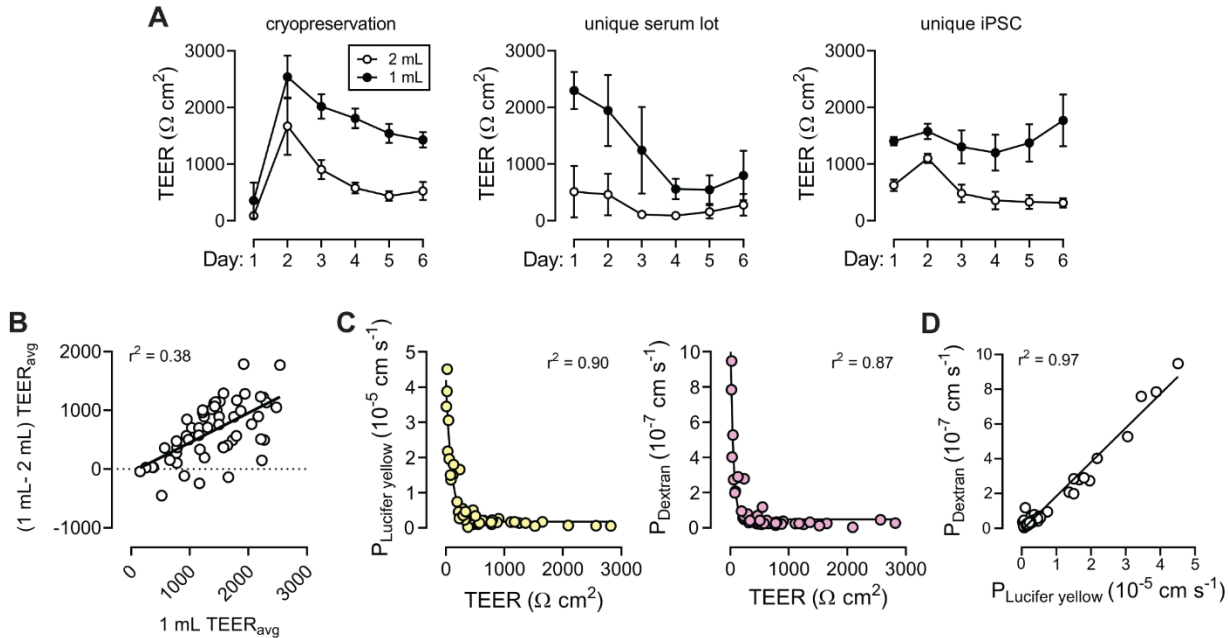 A
cryopreservation
unique serum lot
unique iPSC
2 mL
1 mL
TEER (Ω cm²)
3000
2000
1000
0
Day: 1 2 3 4 5 6
TEER (Ω cm²)
3000
2000
1000
0
Day: 1 2 3 4 5 6
TEER (Ω cm²)
3000
2000
1000
0
Day: 1 2 3 4 5 6
B
r² = 0.38
(1 mL- 2 mL) TEERavg
2000
1000
0
-1000
0 1000 2000 3000
1 mL TEERavg
C
r² = 0.90
PLucifer yellow (10⁻⁵ cm s⁻¹)
5
4
3
2
1
0
0 1000 2000 3000
TEER (Ω cm²)
r² = 0.87
PDextran (10⁻⁷ cm s⁻¹)
10
8
6
4
2
0
0 1000 2000 3000
TEER (Ω cm²)
D
r² = 0.97
PDextran (10⁻⁷ cm s⁻¹)
10
8
6
4
2
0
0 1 2 3 4 5
PLucifer yellow (10⁻⁵ cm s⁻¹)